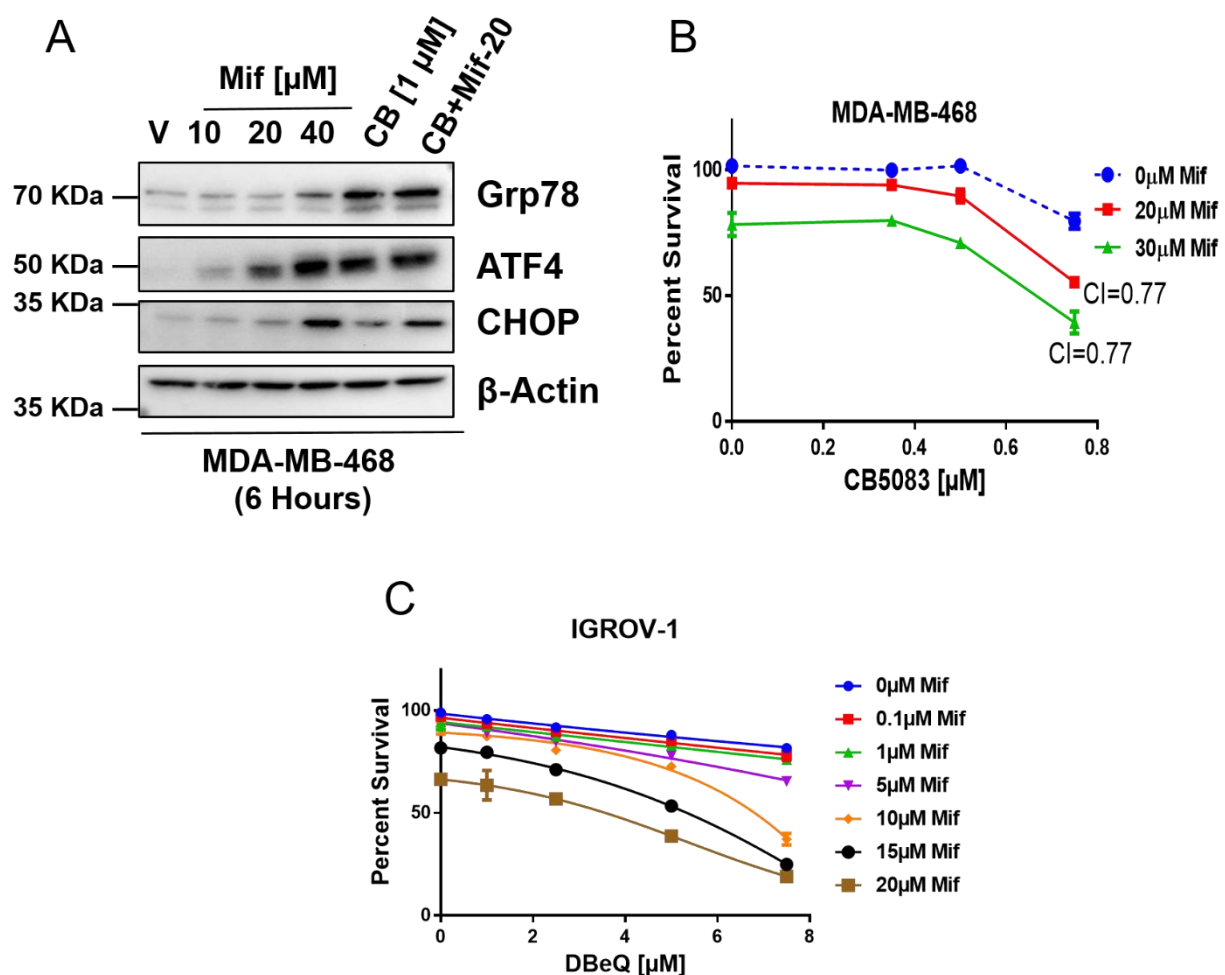 A
Mif [µM]
V 10 20 40 CB [1 µM] CB+Mif-20
70 KDa Grp78
50 KDa ATF4
35 KDa CHOP
35 KDa β-Actin
MDA-MB-468
(6 Hours)
B
MDA-MB-468
Percent Survival
100
50
0
0.0 0.2 0.4 0.6 0.8
CB5083 [µM]
0µM Mif
20µM Mif
30µM Mif
CI=0.77
CI=0.77
C
IGROV-1
Percent Survival
100
50
0
0 2 4 6 8
DBeQ [µM]
0µM Mif
0.1µM Mif
1µM Mif
5µM Mif
10µM Mif
15µM Mif
20µM Mif